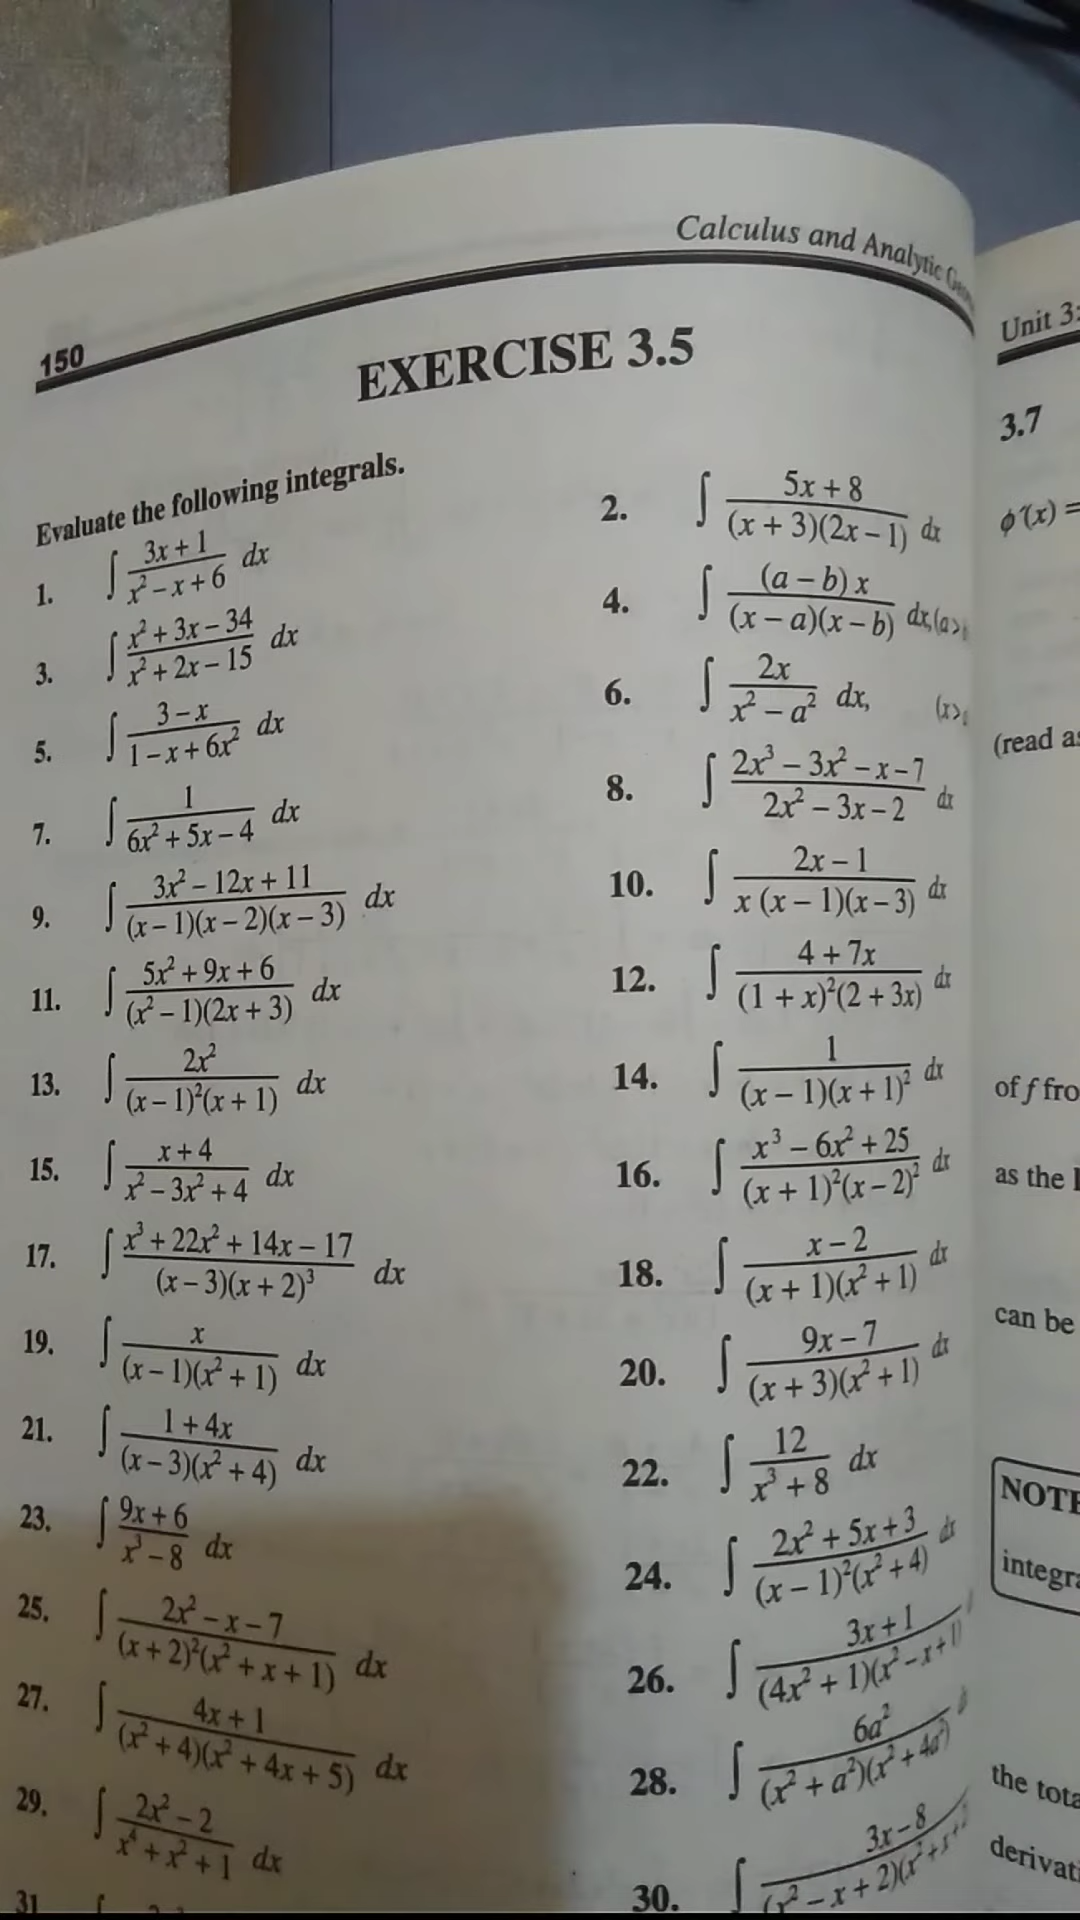 Calculus and Analytic
150
EXERCISE 3.5
Evaluate the following integrals.
1. ∫ (3x + 1)/(x² – x + 6) dx
2. ∫ (5x + 8)/((x + 3)(2x – 1)) dx
3. ∫ (x² + 3x – 34)/(x² + 2x – 15) dx
4. ∫ ((a – b) x)/((x – a)(x – b)) dx, (a >
5. ∫ (3 – x)/(1 – x + 6x²) dx
6. ∫ 2x/(x² – a²) dx, (x >
7. ∫ 1/(6x² + 5x – 4) dx
8. ∫ (2x³ – 3x² – x – 7)/(2x² – 3x – 2) dx
9. ∫ (3x² – 12x + 11)/((x – 1)(x – 2)(x – 3)) dx
10. ∫ (2x – 1)/(x (x – 1)(x – 3)) dx
11. ∫ (5x² + 9x + 6)/((x² – 1)(2x + 3)) dx
12. ∫ (4 + 7x)/((1 + x)²(2 + 3x)) dx
13. ∫ 2x²/((x – 1)²(x + 1)) dx
14. ∫ 1/((x – 1)(x + 1)²) dx
15. ∫ (x + 4)/(x² – 3x² + 4) dx
16. ∫ (x³ – 6x² + 25)/((x + 1)²(x – 2)²) dx
17. ∫ (x³ + 22x² + 14x – 17)/((x – 3)(x + 2)³) dx
18. ∫ (x – 2)/((x + 1)(x² + 1)) dx
19. ∫ x/((x – 1)(x² + 1)) dx
20. ∫ (9x – 7)/((x + 3)(x² + 1)) dx
21. ∫ (1 + 4x)/((x – 3)(x² + 4)) dx
22. ∫ 12/(x³ + 8) dx
23. ∫ (9x + 6)/(x³ – 8) dx
24. ∫ (2x² + 5x + 3)/((x – 1)²(x² + 4)) dx
25. ∫ (2x² – x – 7)/((x + 2)²(x² + x + 1)) dx
26. ∫ (3x + 1)/((4x² + 1)(x² – x + 1))
27. ∫ (4x + 1)/((x² + 4)(x² + 4x + 5)) dx
28. ∫ 6a²/((x² + a²)(x² + 4a²))
29. ∫ (2x² – 2)/(x⁴ + x² + 1) dx
30. ∫ (3x – 8)/((x² – x + 2)(x² + x +
31
Unit 3:
3.7
φ′(x) =
(read as
of f fro
as the
can be
NOTE
integra
the tota
derivati